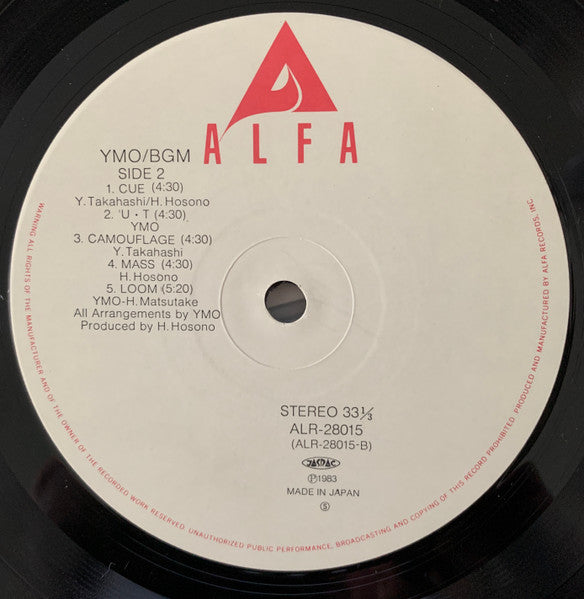 ALFA
YMO/BGM
SIDE 2
1. CUE (4:30)
Y. Takahashi/H. Hosono
2. 'U・T (4:30)
YMO
3. CAMOUFLAGE (4:30)
Y. Takahashi
4. MASS (4:30)
H. Hosono
5. LOOM (5:20)
YMO-H. Matsutake
All Arrangements by YMO
Produced by H. Hosono
STEREO 33⅓
ALR-28015
(ALR-28015-B)
JASRAC
Ⓟ1983
MADE IN JAPAN
Ⓢ
WARNING: ALL RIGHTS OF THE MANUFACTURER AND OF THE OWNER OF THE RECORDED WORK RESERVED. UNAUTHORIZED PUBLIC PERFORMANCE, BROADCASTING AND COPYING OF THIS RECORD PROHIBITED. PRODUCED AND MANUFACTURED BY ALFA RECORDS, INC.